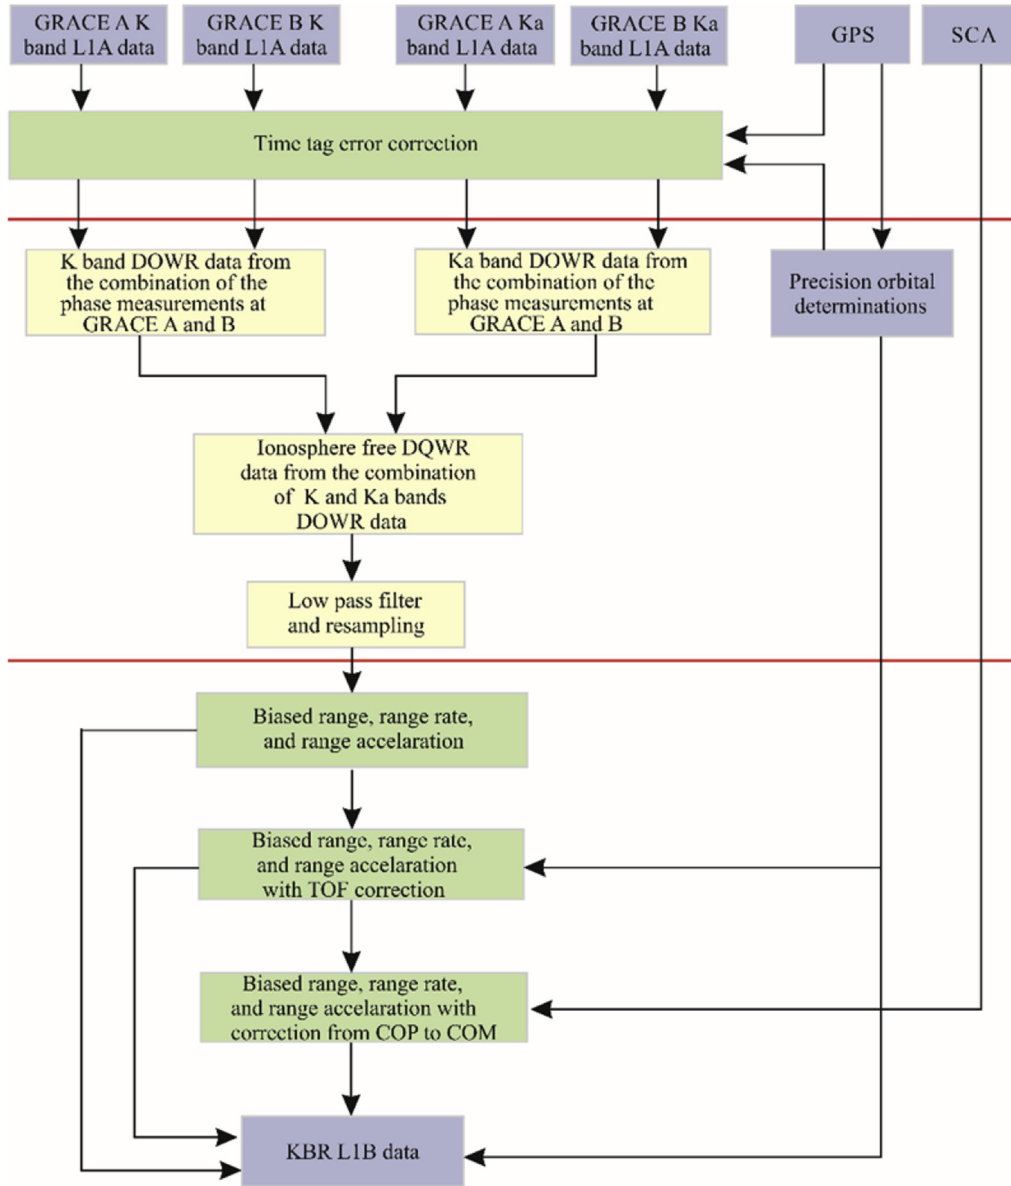 GRACE A K
band L1A data
GRACE B K
band L1A data
GRACE A Ka
band L1A data
GRACE B Ka
band L1A data
GPS
SCA
Time tag error correction
K band DOWR data from
the combination of the
phase measurements at
GRACE A and B
Ka band DOWR data from
the combination of the
phase measurements at
GRACE A and B
Precision orbital
determinations
Ionosphere free DQWR
data from the combination
of K and Ka bands
DOWR data
Low pass filter
and resampling
Biased range, range rate,
and range accelaration
Biased range, range rate,
and range accelaration
with TOF correction
Biased range, range rate,
and range accelaration with
correction from COP to COM
KBR L1B data